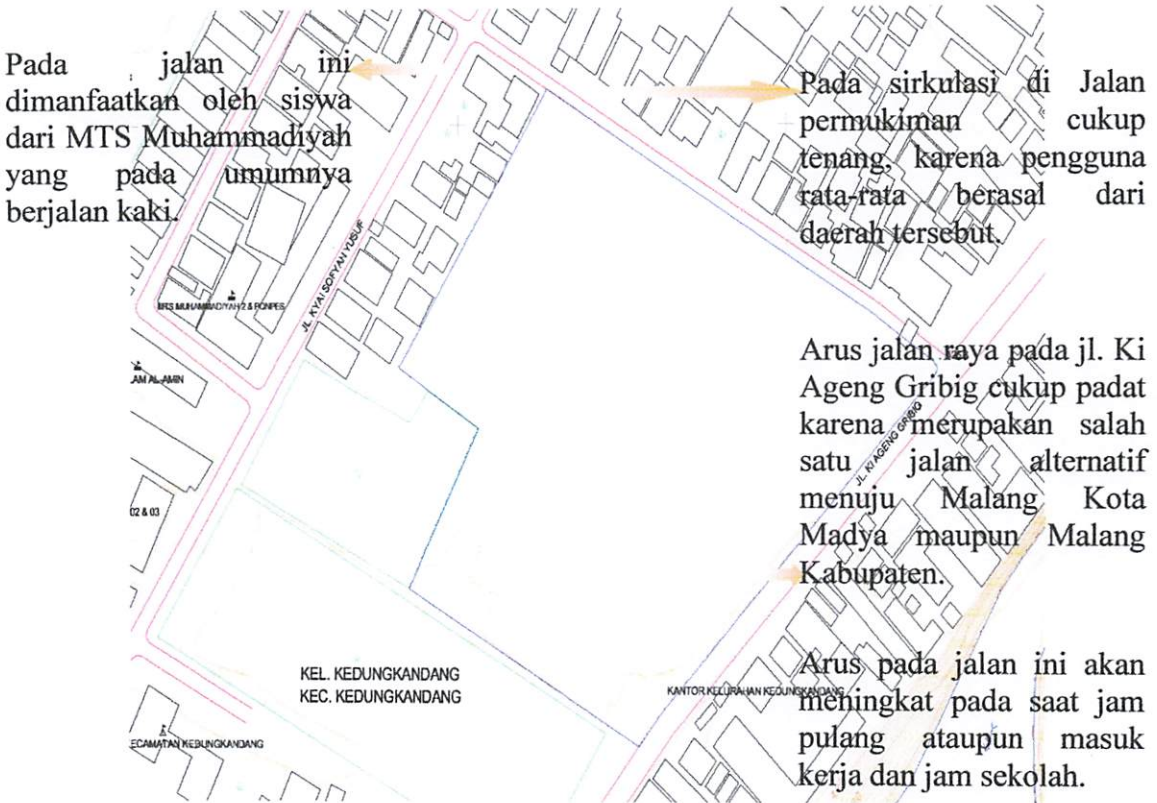 Pada jalan ini
dimanfaatkan oleh siswa
dari MTS Muhammadiyah
yang pada umumnya
berjalan kaki.
Pada sirkulasi di Jalan
permukiman cukup
tenang, karena pengguna
rata-rata berasal dari
daerah tersebut.
JL. KYAI SOFYAN YUSUF
MTS MUHAMMADIYAH 2 & PONPES
LAM AL-AMIN
Arus jalan raya pada jl. Ki
Ageng Gribig cukup padat
karena merupakan salah
satu jalan alternatif
menuju Malang Kota
Madya maupun Malang
Kabupaten.
JL. KI AGENG GRIBIG
02 & 03
KEL. KEDUNGKANDANG
KEC. KEDUNGKANDANG
KANTOR KELURAHAN KEDUNGKANDANG
ECAMATAN KEBUNGKANDANG
Arus pada jalan ini akan
meningkat pada saat jam
pulang ataupun masuk
kerja dan jam sekolah.